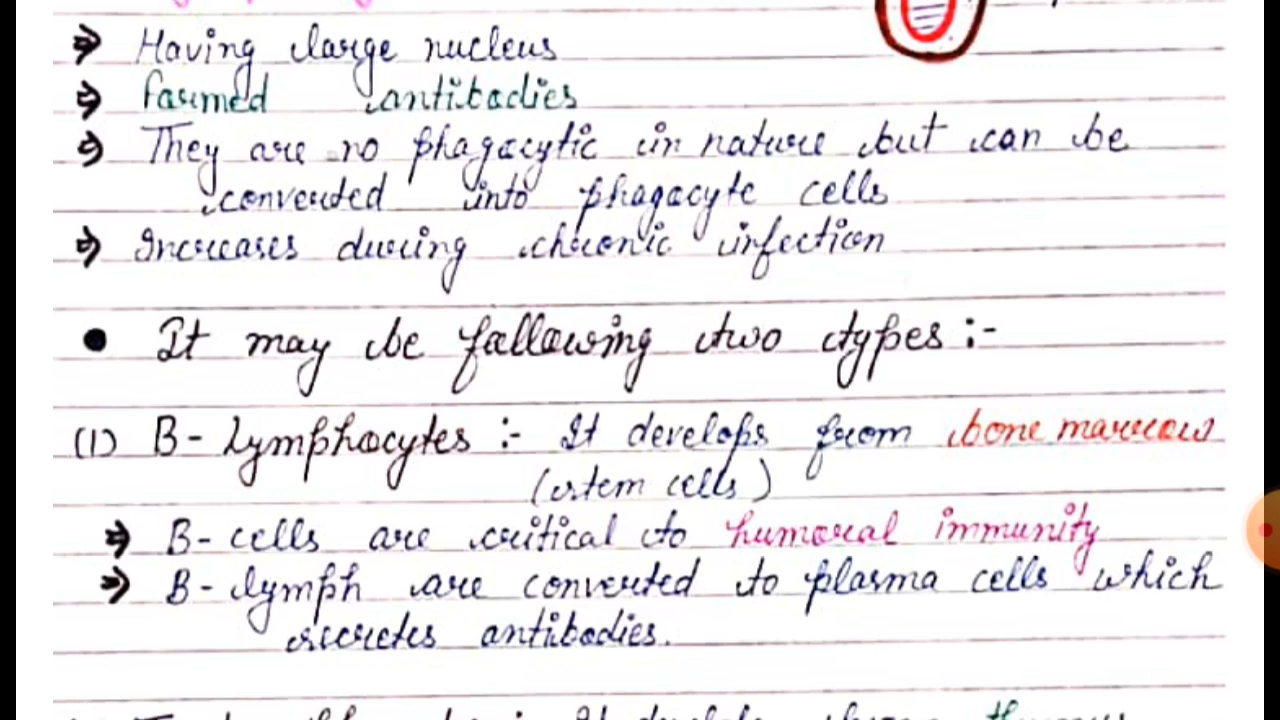 ⇒ Having large nucleus
⇒ formed antibodies
⇒ They are no phagocytic in nature but can be
converted into phagocyte cells
⇒ Increases during chronic infection
• It may be following two types :-
(1) B- Lymphocytes :- It develops from bone marrow
(stem cells)
⇒ B- cells are critical to humoral immunity
⇒ B- lymph are converted to plasma cells which
secretes antibodies.